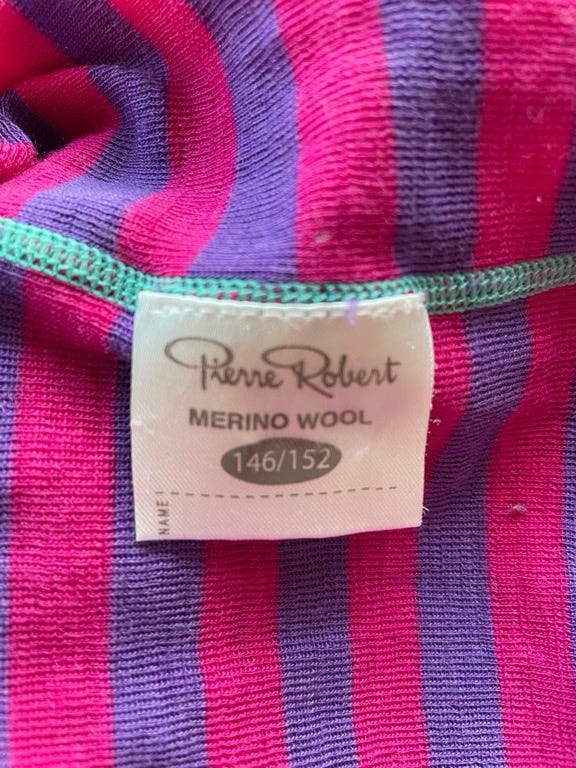 Pierre Robert
MERINO WOOL
146/152
NAME